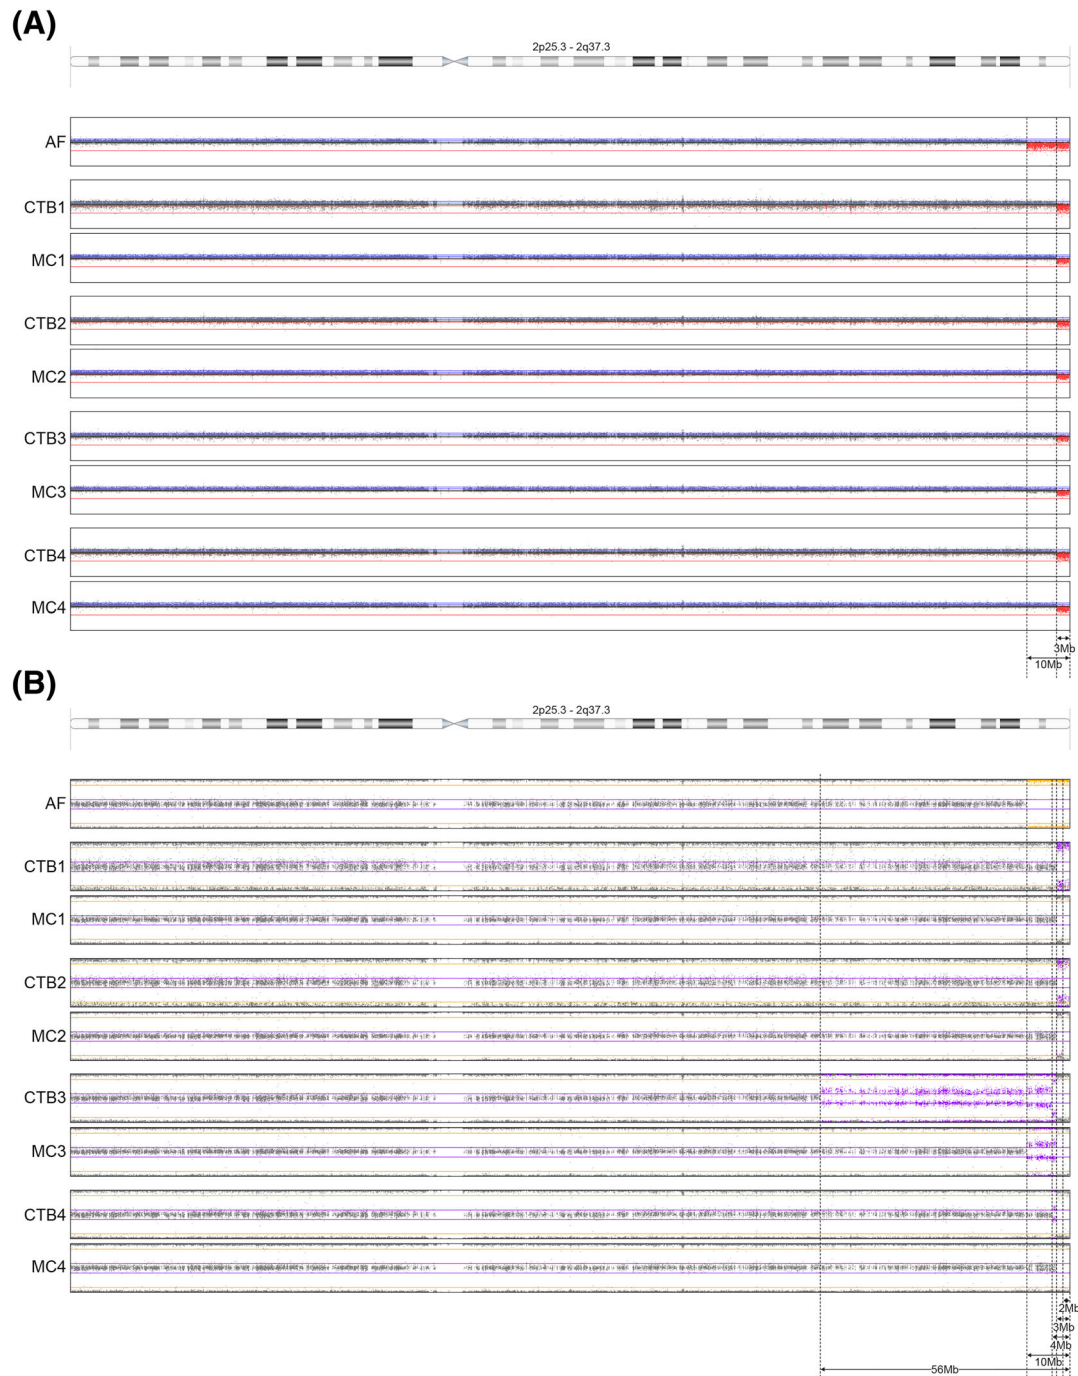 (A)
2p25.3 - 2q37.3
AF
CTB1
MC1
CTB2
MC2
CTB3
MC3
CTB4
MC4
3Mb
10Mb
(B)
2p25.3 - 2q37.3
AF
CTB1
MC1
CTB2
MC2
CTB3
MC3
CTB4
MC4
2Mb
3Mb
4Mb
10Mb
56Mb